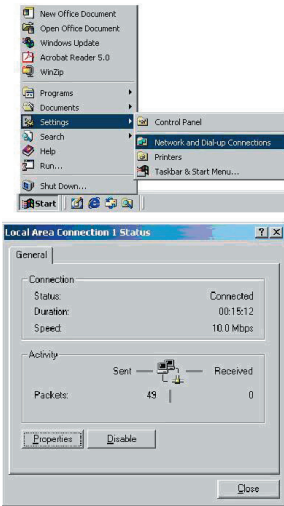 New Office Document
Open Office Document
Windows Update
Acrobat Reader 5.0
WinZip
Programs
Documents
Settings
Search
Help
Run...
Shut Down...
Start
Control Panel
Network and Dial-up Connections
Printers
Taskbar & Start Menu...
Local Area Connection 1 Status
General
Connection
Status: Connected
Duration: 00:15:12
Speed: 10.0 Mbps
Activity
Sent — — Received
Packets: 49 | 0
Properties Disable
Close